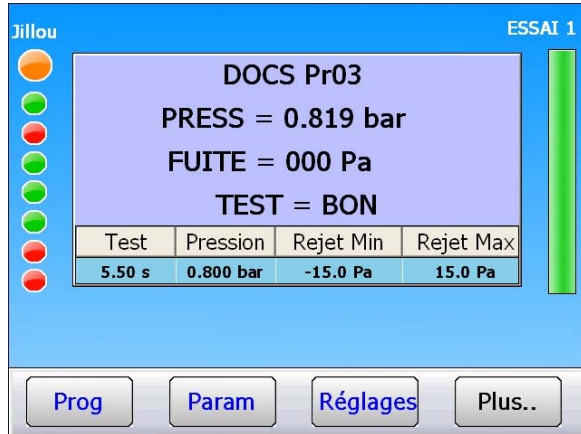 Jillou ESSAI 1
DOCS Pr03
PRESS = 0.819 bar
FUITE = 000 Pa
TEST = BON
Test Pression Rejet Min Rejet Max
5.50 s 0.800 bar -15.0 Pa 15.0 Pa
Prog Param Réglages Plus..